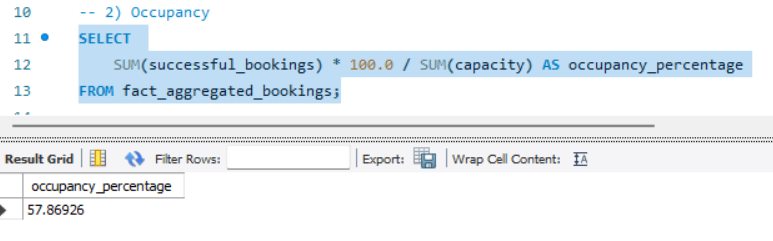 10 -- 2) Occupancy
11 SELECT
12 SUM(successful_bookings) * 100.0 / SUM(capacity) AS occupancy_percentage
13 FROM fact_aggregated_bookings;
Result Grid Filter Rows: Export: Wrap Cell Content: IA
occupancy_percentage
57.86926